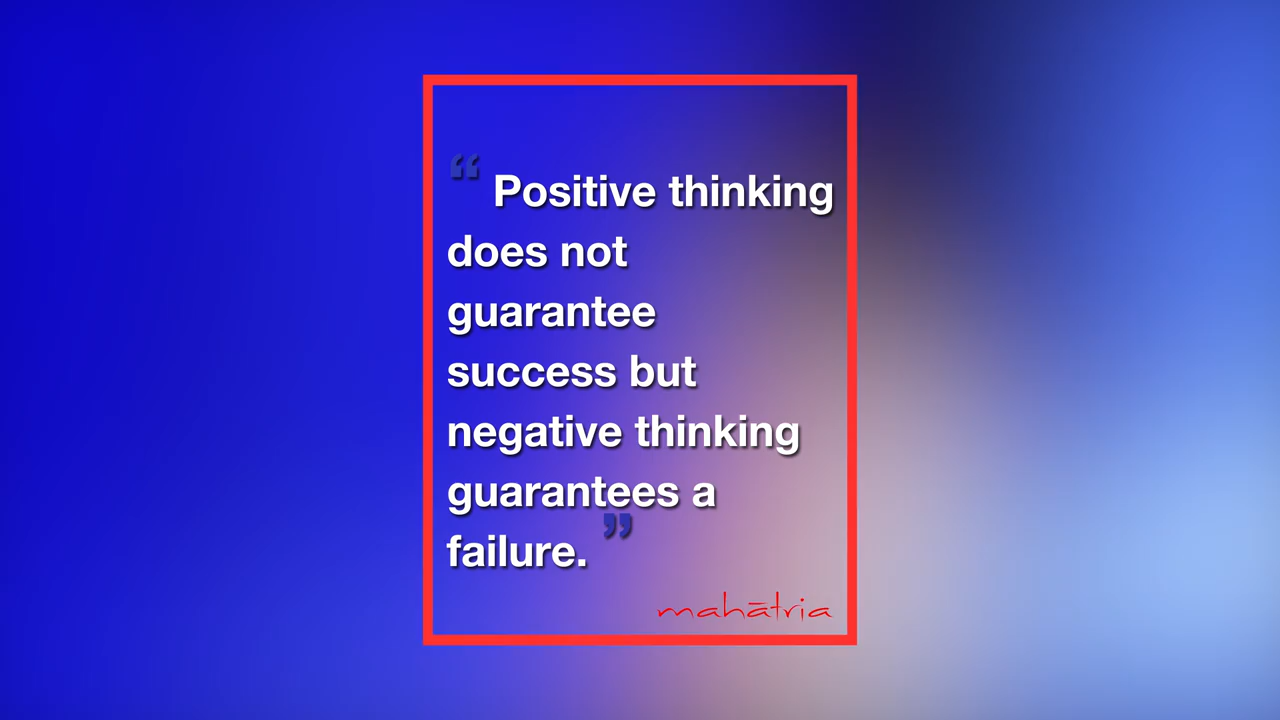 “ Positive thinking
does not
guarantee
success but
negative thinking
guarantees a
failure. ”
mahātria